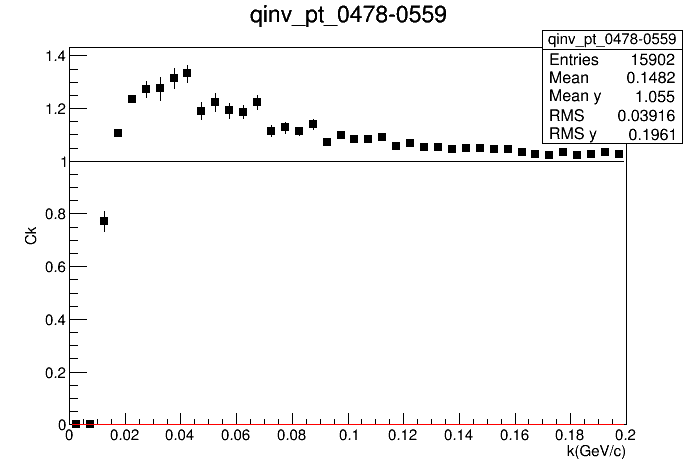 qinv_pt_0478-0559
qinv_pt_0478-0559
Entries 15902
Mean 0.1482
Mean y 1.055
RMS 0.03916
RMS y 0.1961
Ck
1.4
1.2
1
0.8
0.6
0.4
0.2
0
0 0.02 0.04 0.06 0.08 0.1 0.12 0.14 0.16 0.18 0.2
k(GeV/c)